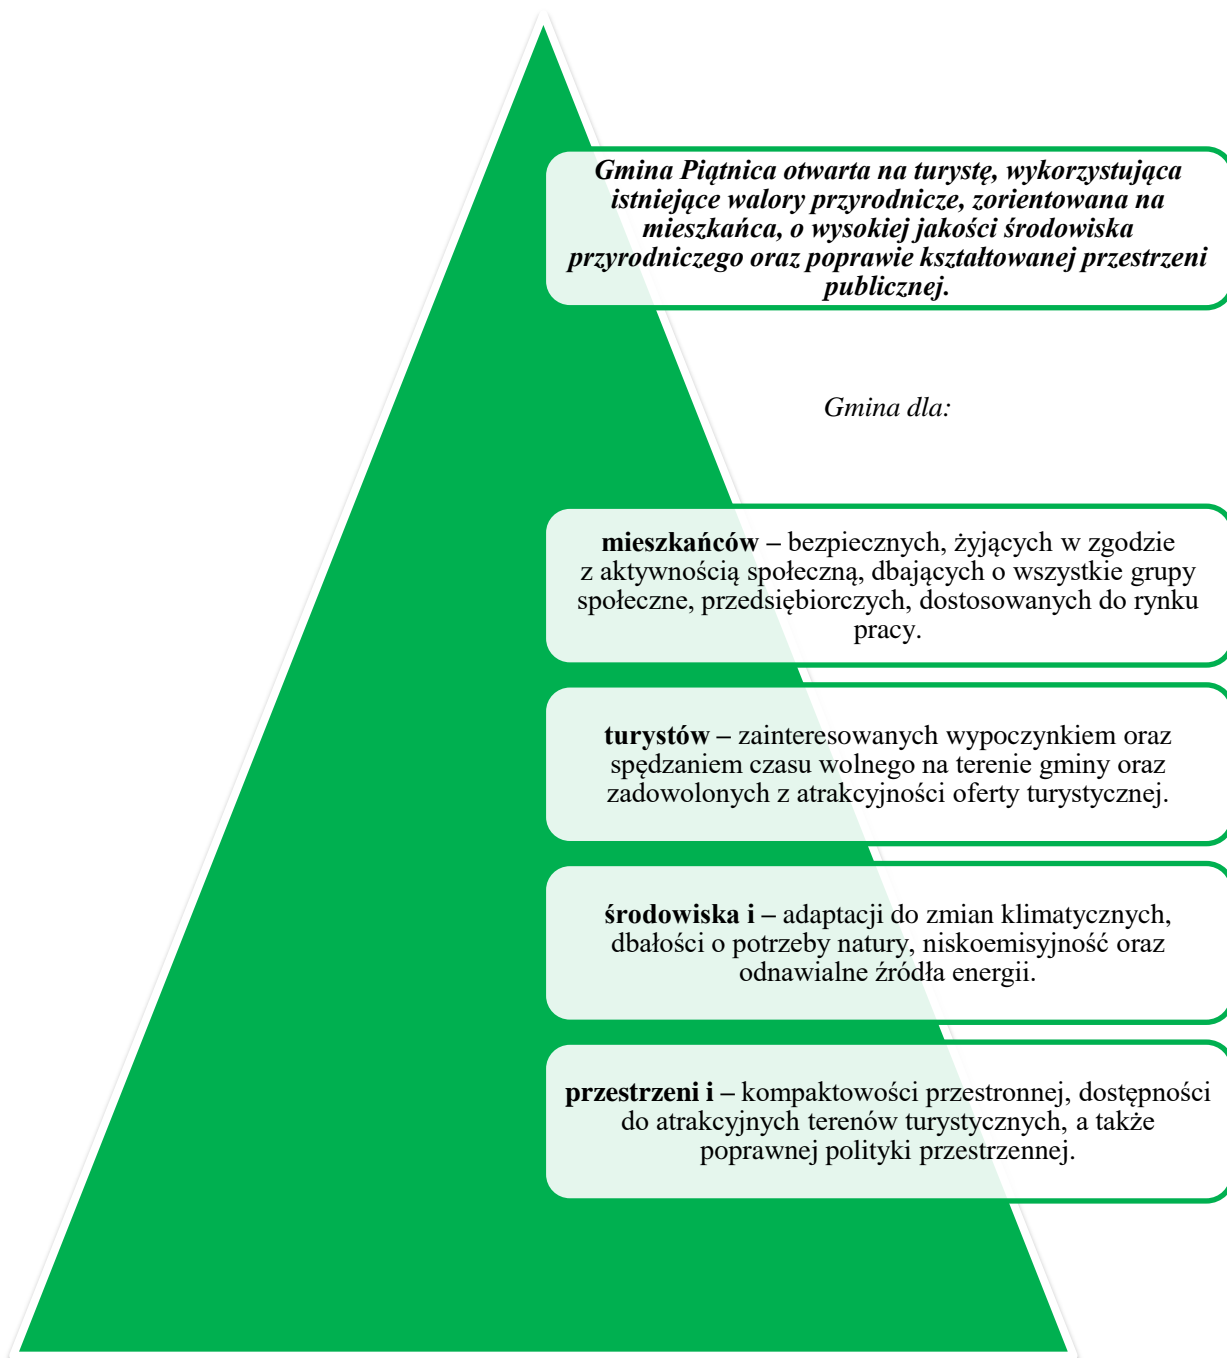 Gmina Piątnica otwarta na turystę, wykorzystująca
istniejące walory przyrodnicze, zorientowana na
mieszkańca, o wysokiej jakości środowiska
przyrodniczego oraz poprawie kształtowanej przestrzeni
publicznej.
Gmina dla:
mieszkańców – bezpiecznych, żyjących w zgodzie
z aktywnością społeczną, dbających o wszystkie grupy
społeczne, przedsiębiorczych, dostosowanych do rynku
pracy.
turystów – zainteresowanych wypoczynkiem oraz
spędzaniem czasu wolnego na terenie gminy oraz
zadowolonych z atrakcyjności oferty turystycznej.
środowiska i – adaptacji do zmian klimatycznych,
dbałości o potrzeby natury, niskoemisyjność oraz
odnawialne źródła energii.
przestrzeni i – kompaktowości przestronnej, dostępności
do atrakcyjnych terenów turystycznych, a także
poprawnej polityki przestrzennej.